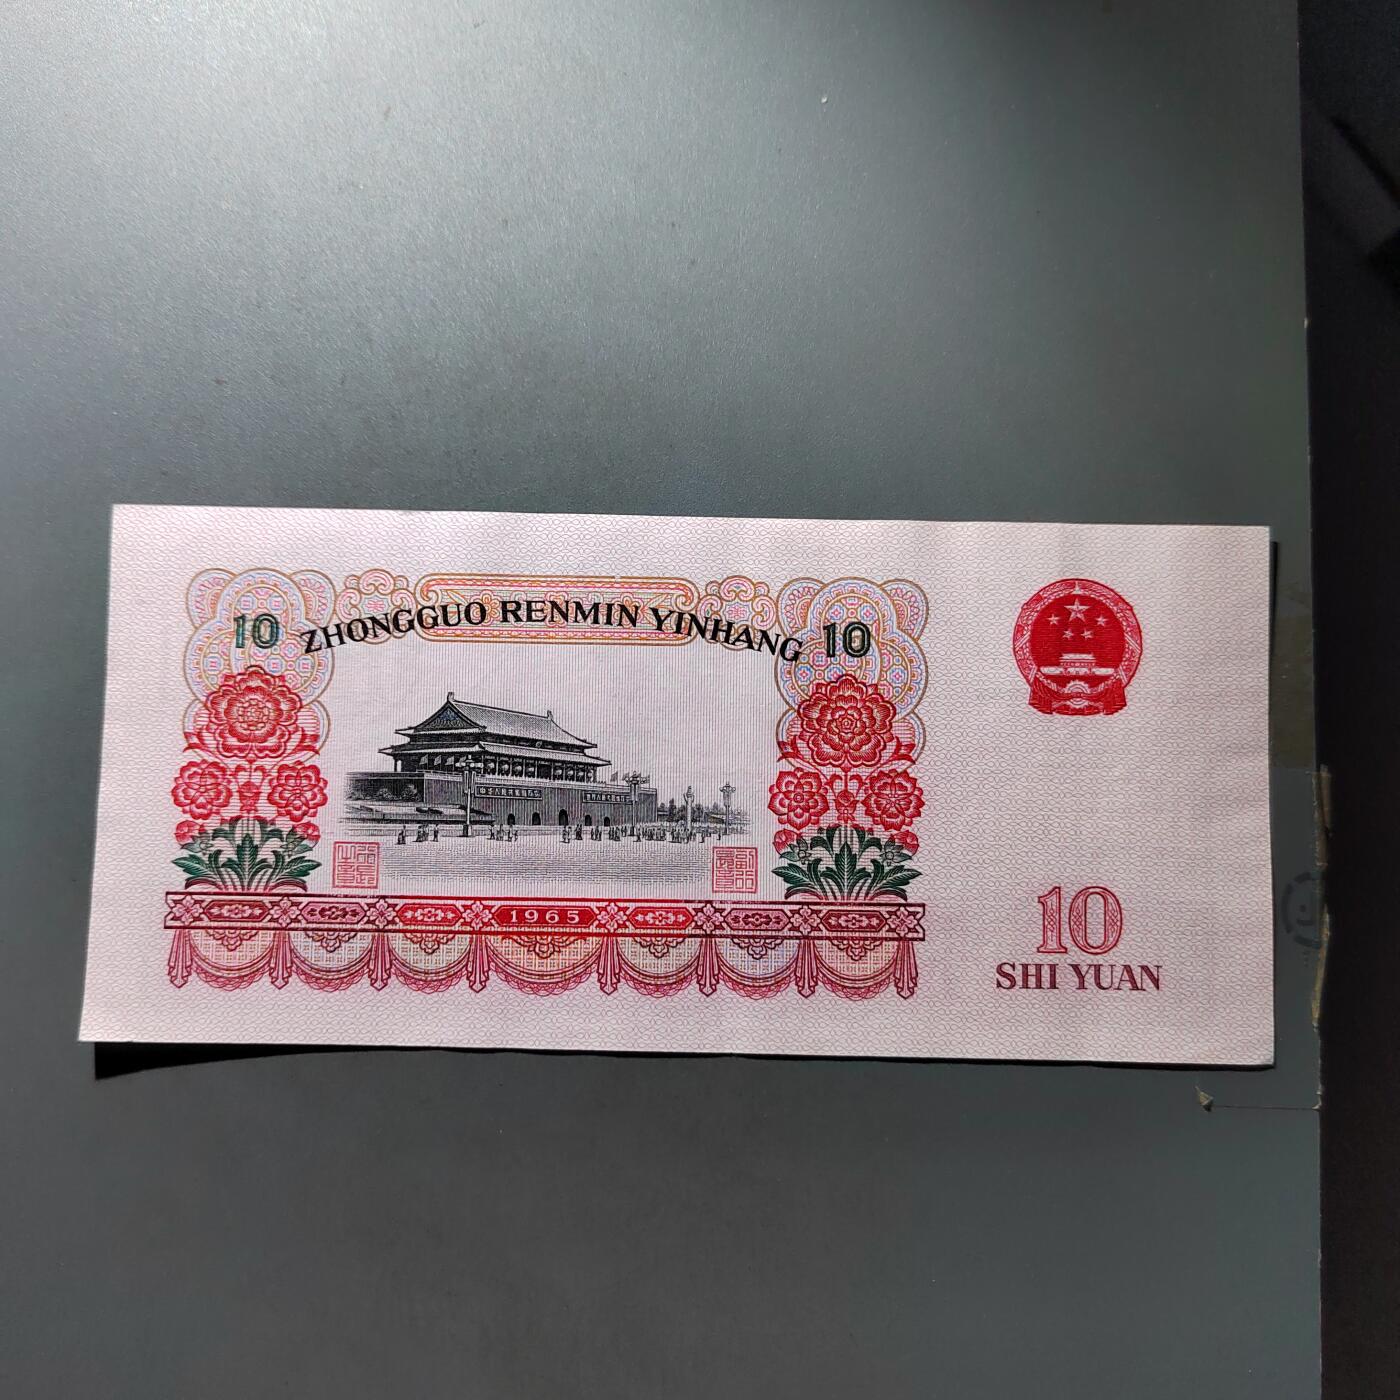 10 ZHONGGUO RENMIN YINHANG 10
1965
10
SHI YUAN